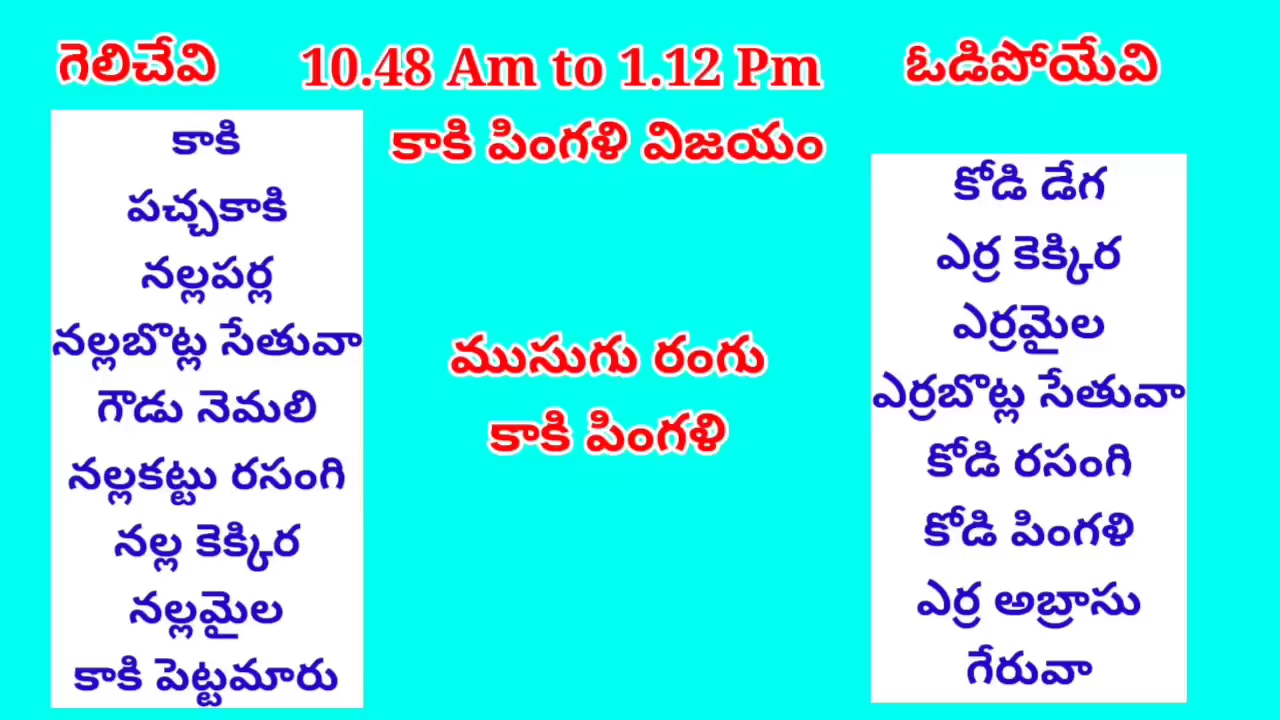 గెలిచేవి
10.48 Am to 1.12 Pm
ఓడిపోయేవి
కాకి పింగళి విజయం
కాకి
పచ్చకాకి
నల్లపర్ల
నల్లబొట్ల సేతువా
గౌడు నెమలి
నల్లకట్టు రసంగి
నల్ల కెక్కిర
నల్లమైల
కాకి పెట్టమారు
ముసుగు రంగు
కాకి పింగళి
కోడి డేగ
ఎర్ర కెక్కిర
ఎర్రమైల
ఎర్రబొట్ల సేతువా
కోడి రసంగి
కోడి పింగళి
ఎర్ర అబ్రాసు
గేరువా